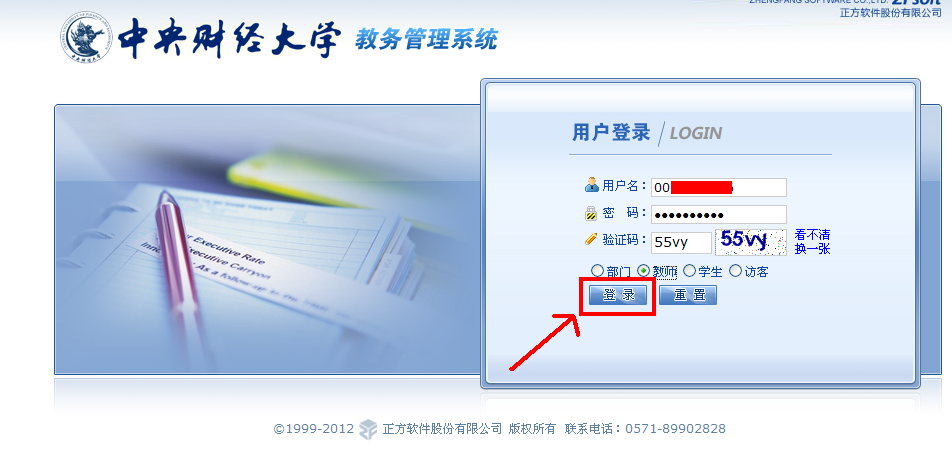 ZHENGFANG SOFTWARE CO.,LTD.
正方软件股份有限公司
中央财经大学 教务管理系统
用户登录 LOGIN
用户名： 00
密 码： ●●●●●●●●●●
验证码： 55vy 55vy 看不清
换一张
部门 教师 学生 访客
登 录 重 置
er Executive Rate
Executive Carryon
As a follow-up to the
©1999-2012 正方软件股份有限公司 版权所有 联系电话：0571-89902828